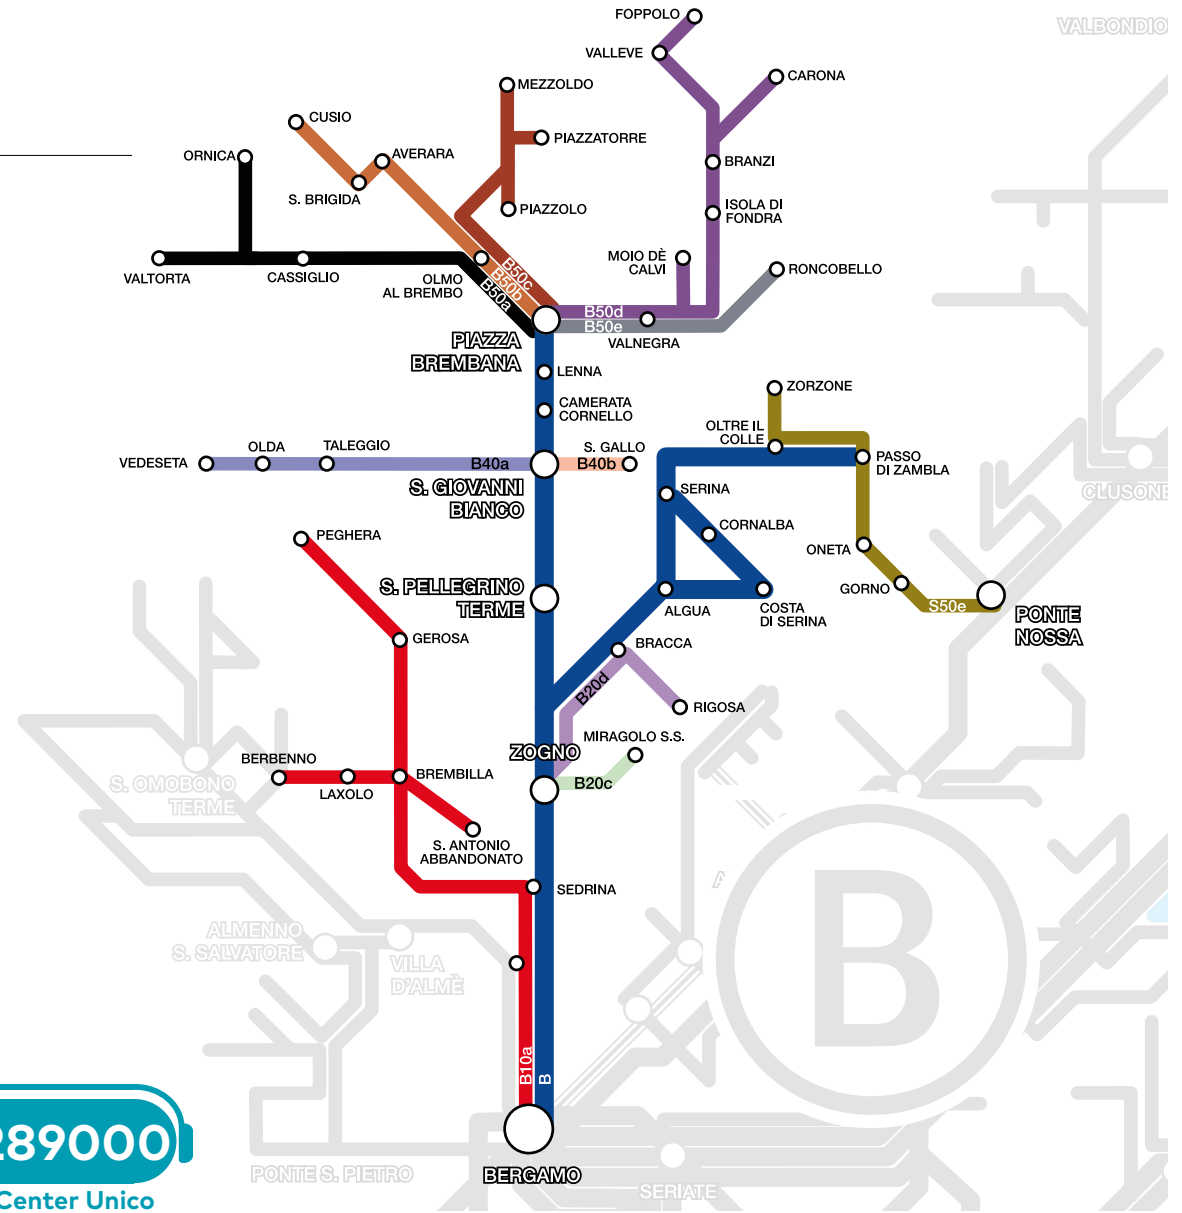 FOPPOLO
VALBONDIO
VALLEVE
CARONA
MEZZOLDO
CUSIO
PIAZZATORRE
ORNICA
AVERARA
BRANZI
S. BRIGIDA
PIAZZOLO
ISOLA DI
FONDRA
MOIO DÈ
CALVI
RONCOBELLO
VALTORTA
CASSIGLIO
OLMO
AL BREMBO
B50c
B50b
B50a
B50d
B50e
VALNEGRA
PIAZZA
BREMBANA
LENNA
CAMERATA
CORNELLO
ZORZONE
OLTRE IL
COLLE
PASSO
DI ZAMBLA
VEDESETA
OLDA
TALEGGIO
B40a
S. GALLO
B40b
S. GIOVANNI
BIANCO
SERINA
CLUSONE
CORNALBA
PEGHERA
ONETA
GORNO
S50e
PONTE
NOSSA
S. PELLEGRINO
TERME
ALGUA
COSTA
DI SERINA
GEROSA
BRACCA
B20d
RIGOSA
ZOGNO
MIRAGOLO S.S.
B20c
BERBENNO
LAXOLO
BREMBILLA
S. OMOBONO
TERME
S. ANTONIO
ABBANDONATO
SEDRINA
A
B
ALMENNO
S. SALVATORE
VILLA
D'ALMÈ
B10a
B
289000
Center Unico
BERGAMO
PONTE S. PIETRO
SERIATE